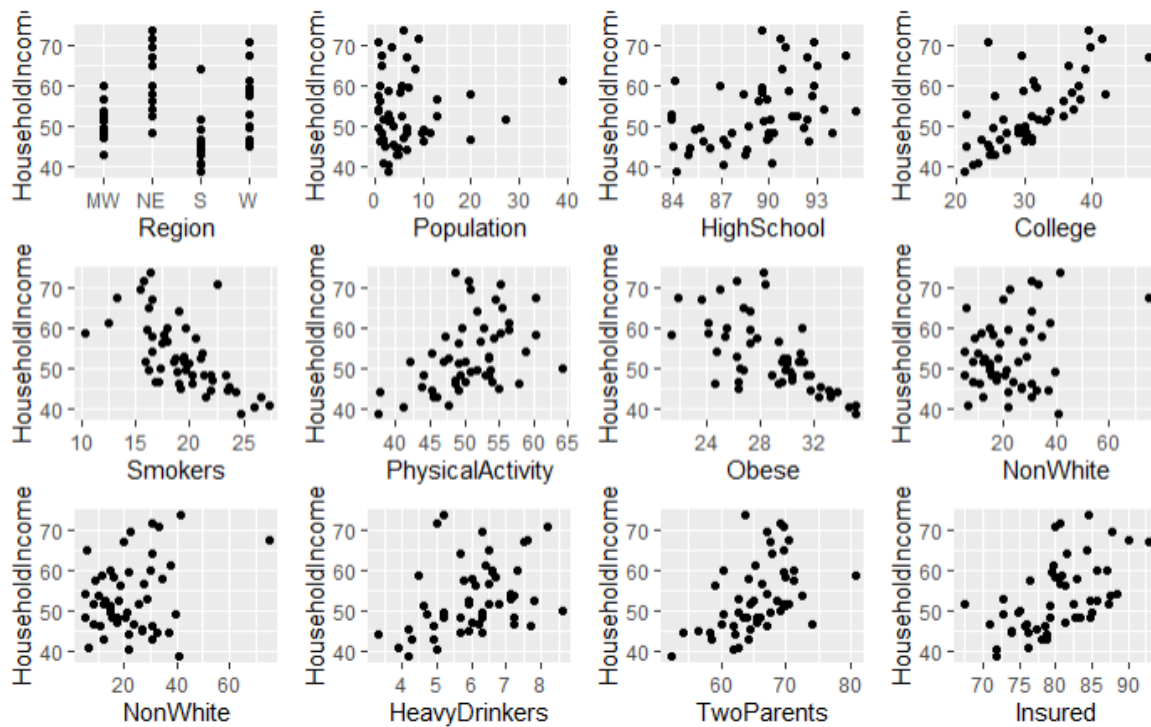 HouseholdIncome
70
60
50
40
MW NE S W
Region
HouseholdIncome
70
60
50
40
0 10 20 30 40
Population
HouseholdIncome
70
60
50
40
84 87 90 93
HighSchool
HouseholdIncome
70
60
50
40
20 30 40
College
HouseholdIncome
70
60
50
40
10 15 20 25
Smokers
HouseholdIncome
70
60
50
40
40 45 50 55 60 65
PhysicalActivity
HouseholdIncome
70
60
50
40
24 28 32
Obese
HouseholdIncome
70
60
50
40
20 40 60
NonWhite
HouseholdIncome
70
60
50
40
20 40 60
NonWhite
HouseholdIncome
70
60
50
40
4 5 6 7 8
HeavyDrinkers
HouseholdIncome
70
60
50
40
60 70 80
TwoParents
HouseholdIncome
70
60
50
40
70 75 80 85 90
Insured